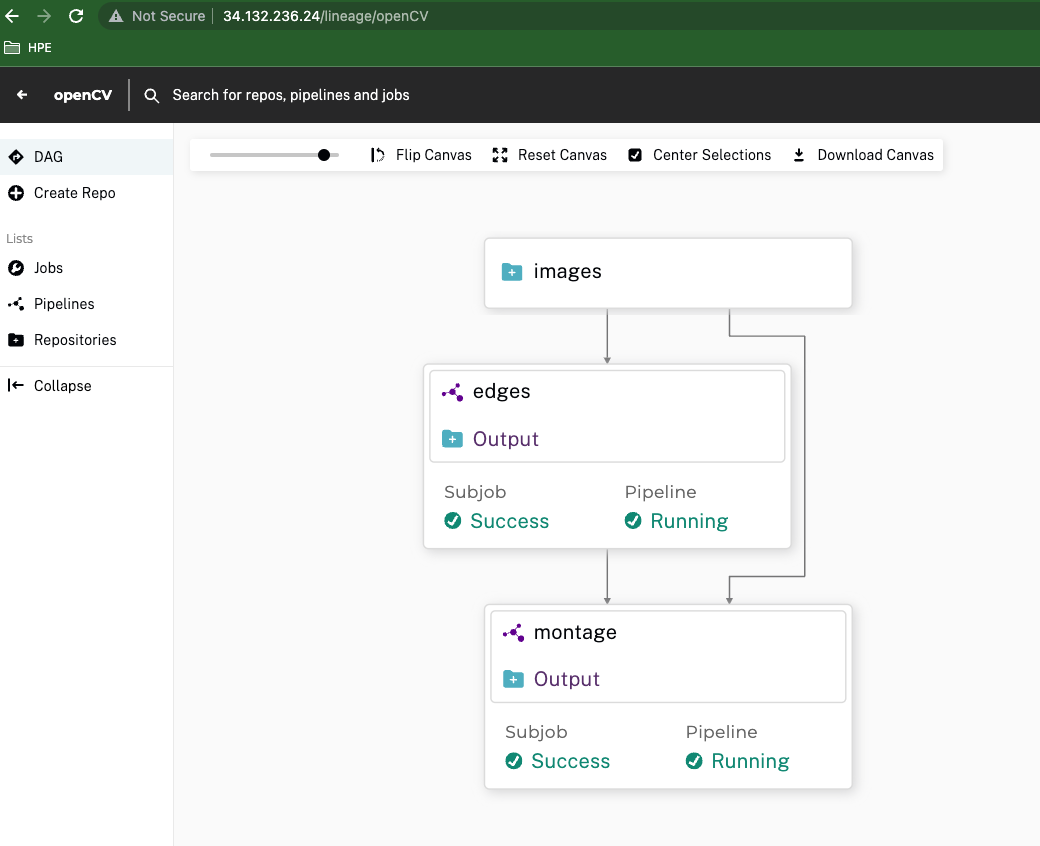 Not Secure 34.132.236.24/lineage/openCV
HPE
openCV Search for repos, pipelines and jobs
DAG
Create Repo
Lists
Jobs
Pipelines
Repositories
Collapse
Flip Canvas Reset Canvas Center Selections Download Canvas
images
edges
Output
Subjob Pipeline
Success Running
montage
Output
Subjob Pipeline
Success Running